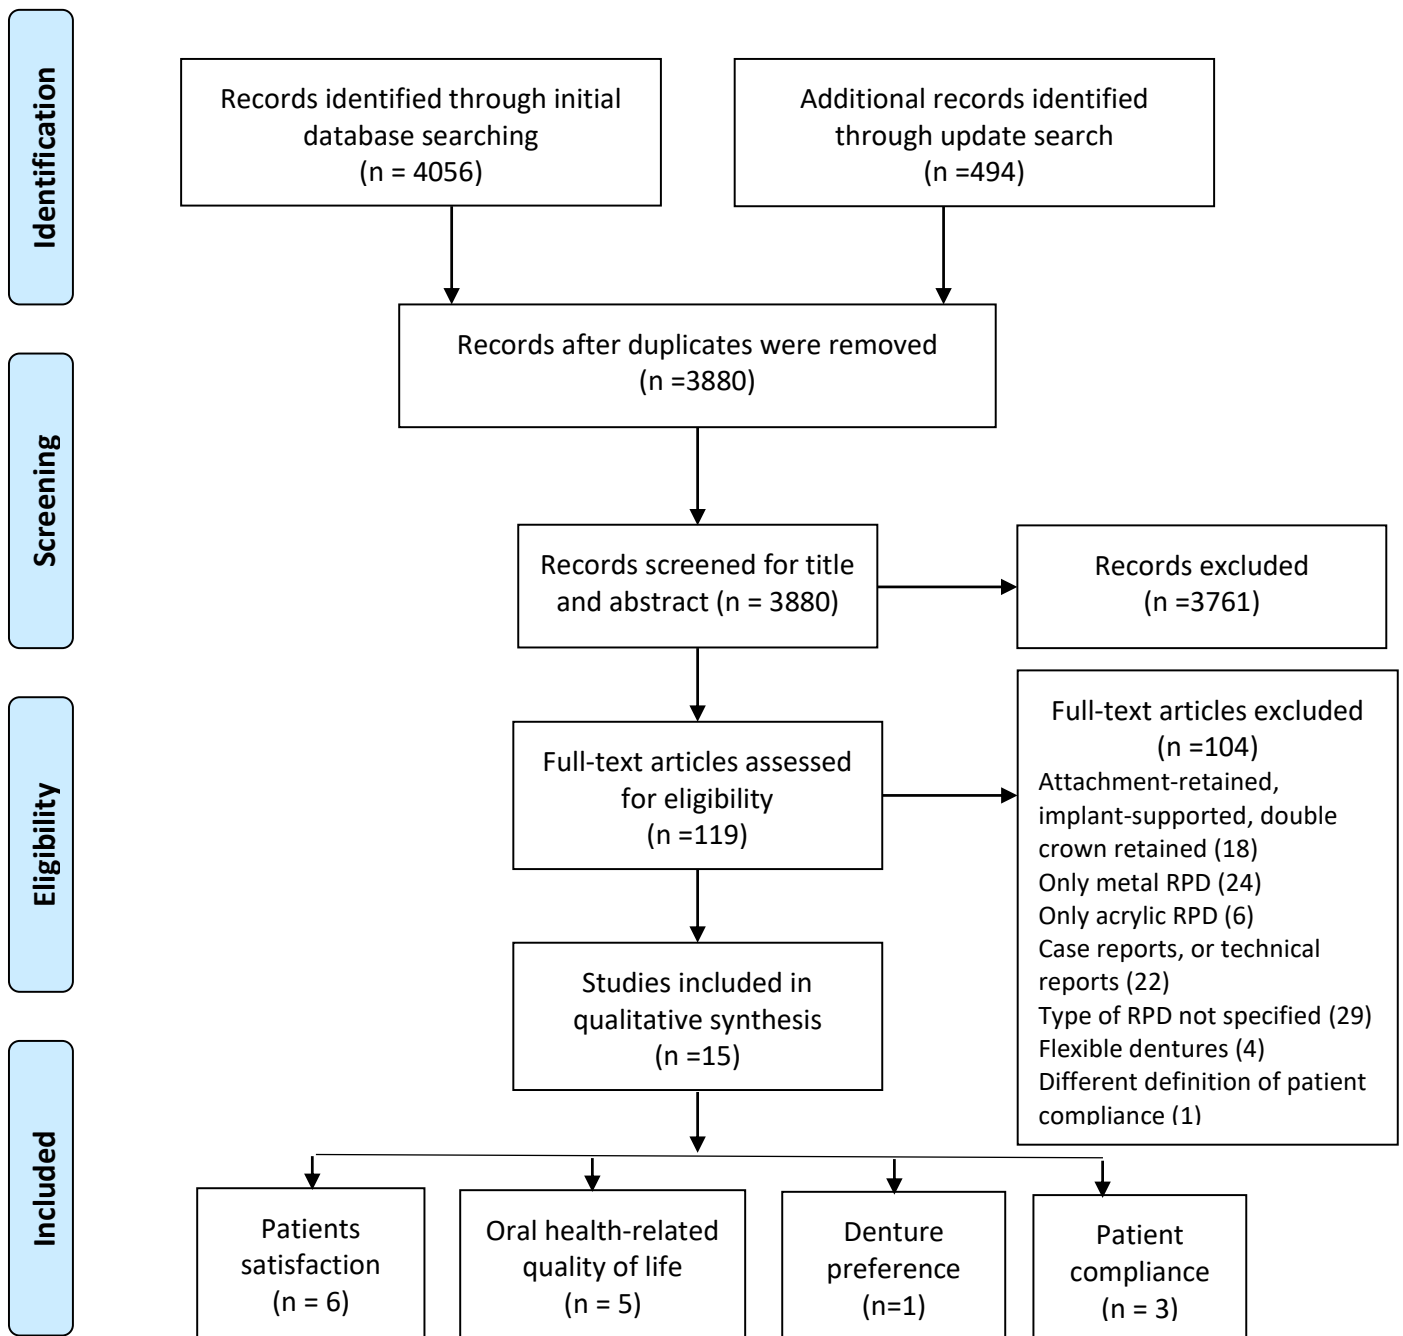 Identification
Records identified through initial
database searching
(n = 4056)
Additional records identified
through update search
(n =494)
Records after duplicates were removed
(n =3880)
Screening
Records screened for title
and abstract (n = 3880)
Records excluded
(n =3761)
Eligibility
Full-text articles assessed
for eligibility
(n =119)
Full-text articles excluded
(n =104)
Attachment-retained,
implant-supported, double
crown retained (18)
Only metal RPD (24)
Only acrylic RPD (6)
Case reports, or technical
reports (22)
Type of RPD not specified (29)
Flexible dentures (4)
Different definition of patient
compliance (1)
Studies included in
qualitative synthesis
(n =15)
Included
Patients
satisfaction
(n = 6)
Oral health-related
quality of life
(n = 5)
Denture
preference
(n=1)
Patient
compliance
(n = 3)